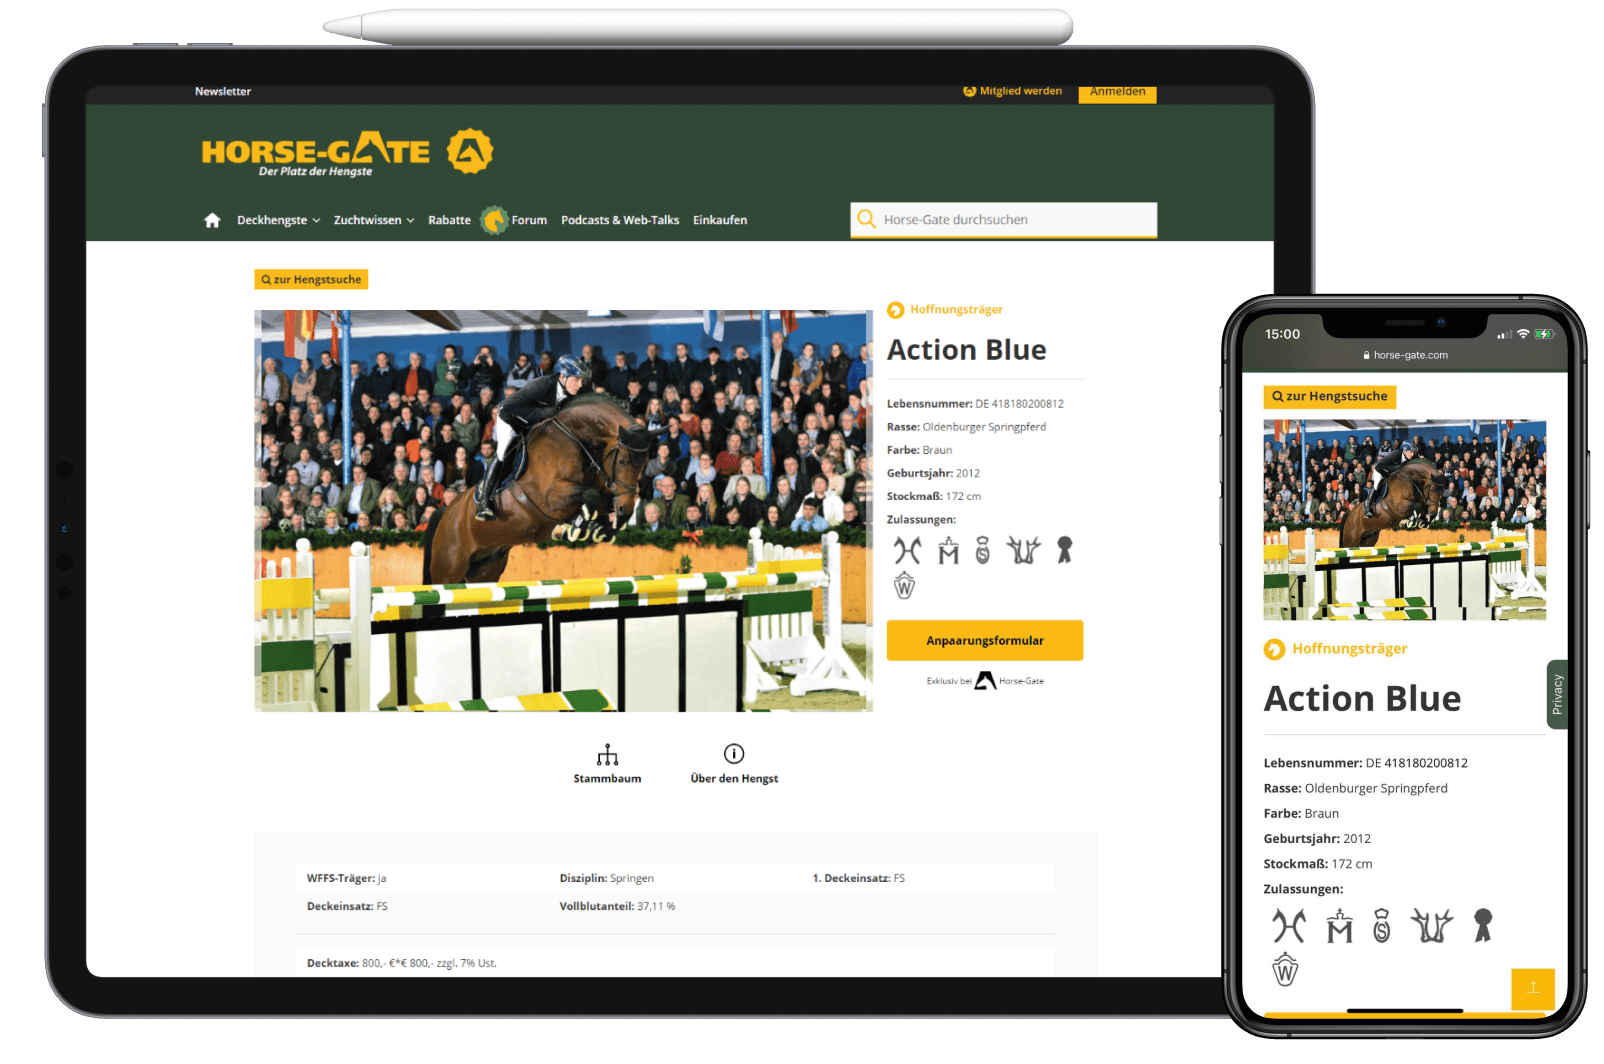 Newsletter
Mitglied werden
Anmelden
HORSE-GATE
Der Platz der Hengste
Deckhengste
Zuchtwissen
Rabatte
Forum
Podcasts & Web-Talks
Einkaufen
Horse-Gate durchsuchen
zur Hengstsuche
Hoffnungsträger
Action Blue
Lebensnummer: DE 418180200812
Rasse: Oldenburger Springpferd
Farbe: Braun
Geburtsjahr: 2012
Stockmaß: 172 cm
Zulassungen:
M
S
W
Anpaarungsformular
Exklusiv bei Horse-Gate
Stammbaum
Über den Hengst
WFFS-Träger: ja
Disziplin: Springen
1. Deckeinsatz: FS
Deckeinsatz: FS
Vollblutanteil: 37,11 %
Decktaxe: 800,- €*€ 800,- zzgl. 7% Ust.
15:00
horse-gate.com
zur Hengstsuche
Hoffnungsträger
Privacy
Action Blue
Lebensnummer: DE 418180200812
Rasse: Oldenburger Springpferd
Farbe: Braun
Geburtsjahr: 2012
Stockmaß: 172 cm
Zulassungen:
M
S
W